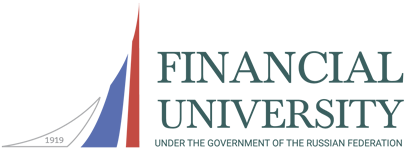 1919
FINANCIAL
UNIVERSITY
UNDER THE GOVERNMENT OF THE RUSSIAN FEDERATION